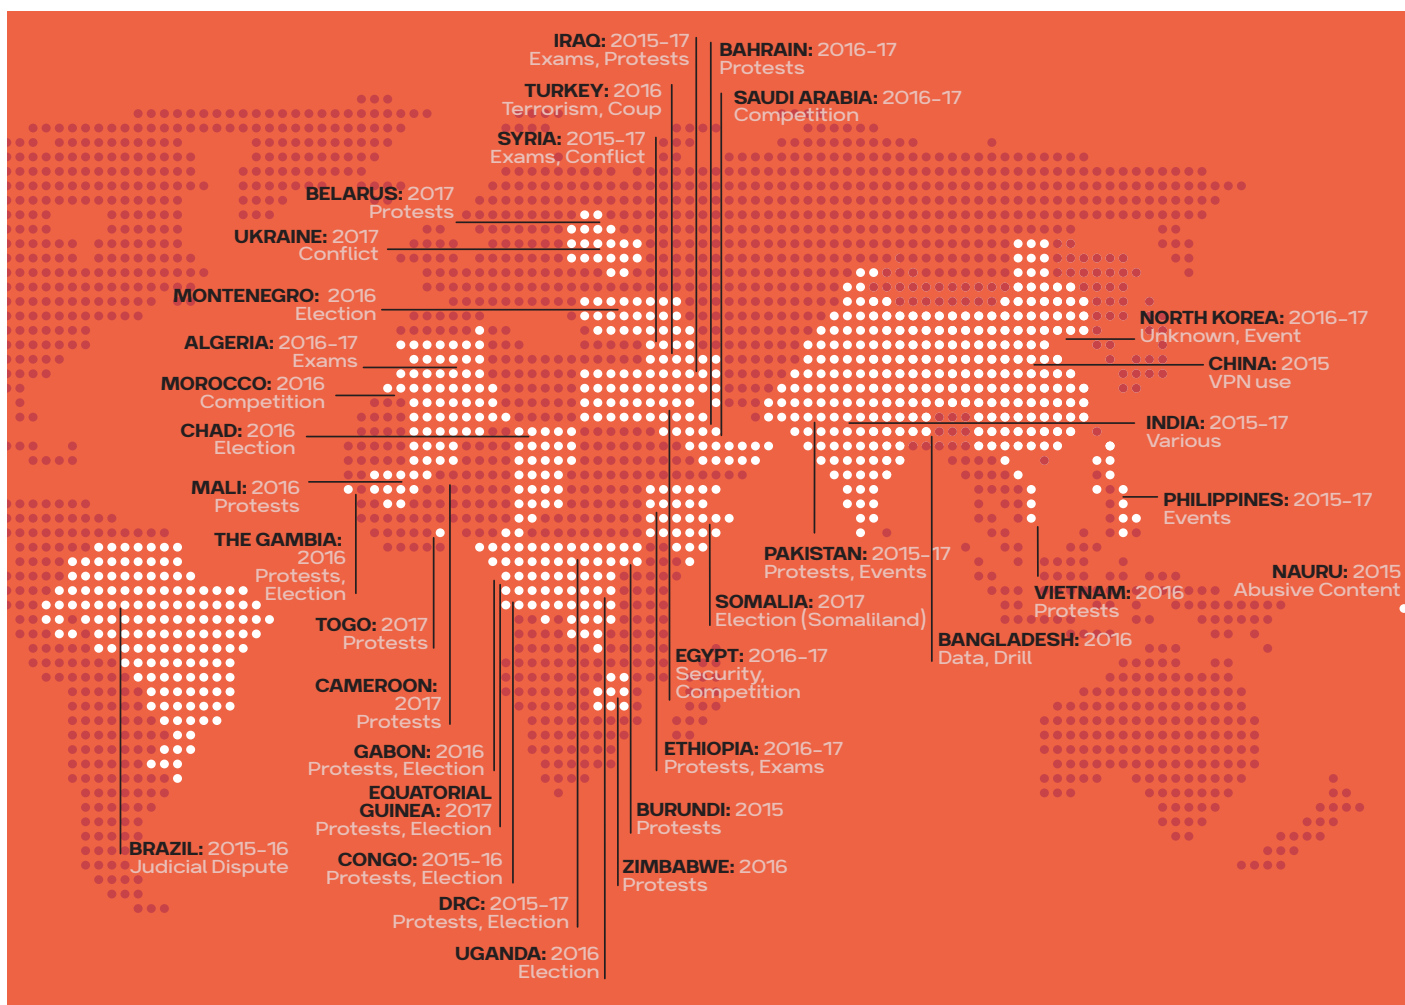 IRAQ: 2015–17
Exams, Protests
BAHRAIN: 2016–17
Protests
TURKEY: 2016
Terrorism, Coup
SAUDI ARABIA: 2016–17
Competition
SYRIA: 2015–17
Exams, Conflict
BELARUS: 2017
Protests
UKRAINE: 2017
Conflict
MONTENEGRO: 2016
Election
ALGERIA: 2016–17
Exams
MOROCCO: 2016
Competition
CHAD: 2016
Election
MALI: 2016
Protests
THE GAMBIA:
2016
Protests,
Election
TOGO: 2017
Protests
CAMEROON:
2017
Protests
GABON: 2016
Protests, Election
EQUATORIAL
GUINEA: 2017
Protests, Election
CONGO: 2015–16
Protests, Election
DRC: 2015–17
Protests, Election
UGANDA: 2016
Election
BRAZIL: 2015–16
Judicial Dispute
NORTH KOREA: 2016–17
Unknown, Event
CHINA: 2015
VPN use
INDIA: 2015–17
Various
PHILIPPINES: 2015–17
Events
PAKISTAN: 2015–17
Protests, Events
NAURU: 2015
Abusive Content
VIETNAM: 2016
Protests
SOMALIA: 2017
Election (Somaliland)
BANGLADESH: 2016
Data, Drill
EGYPT: 2016–17
Security,
Competition
ETHIOPIA: 2016–17
Protests, Exams
BURUNDI: 2015
Protests
ZIMBABWE: 2016
Protests